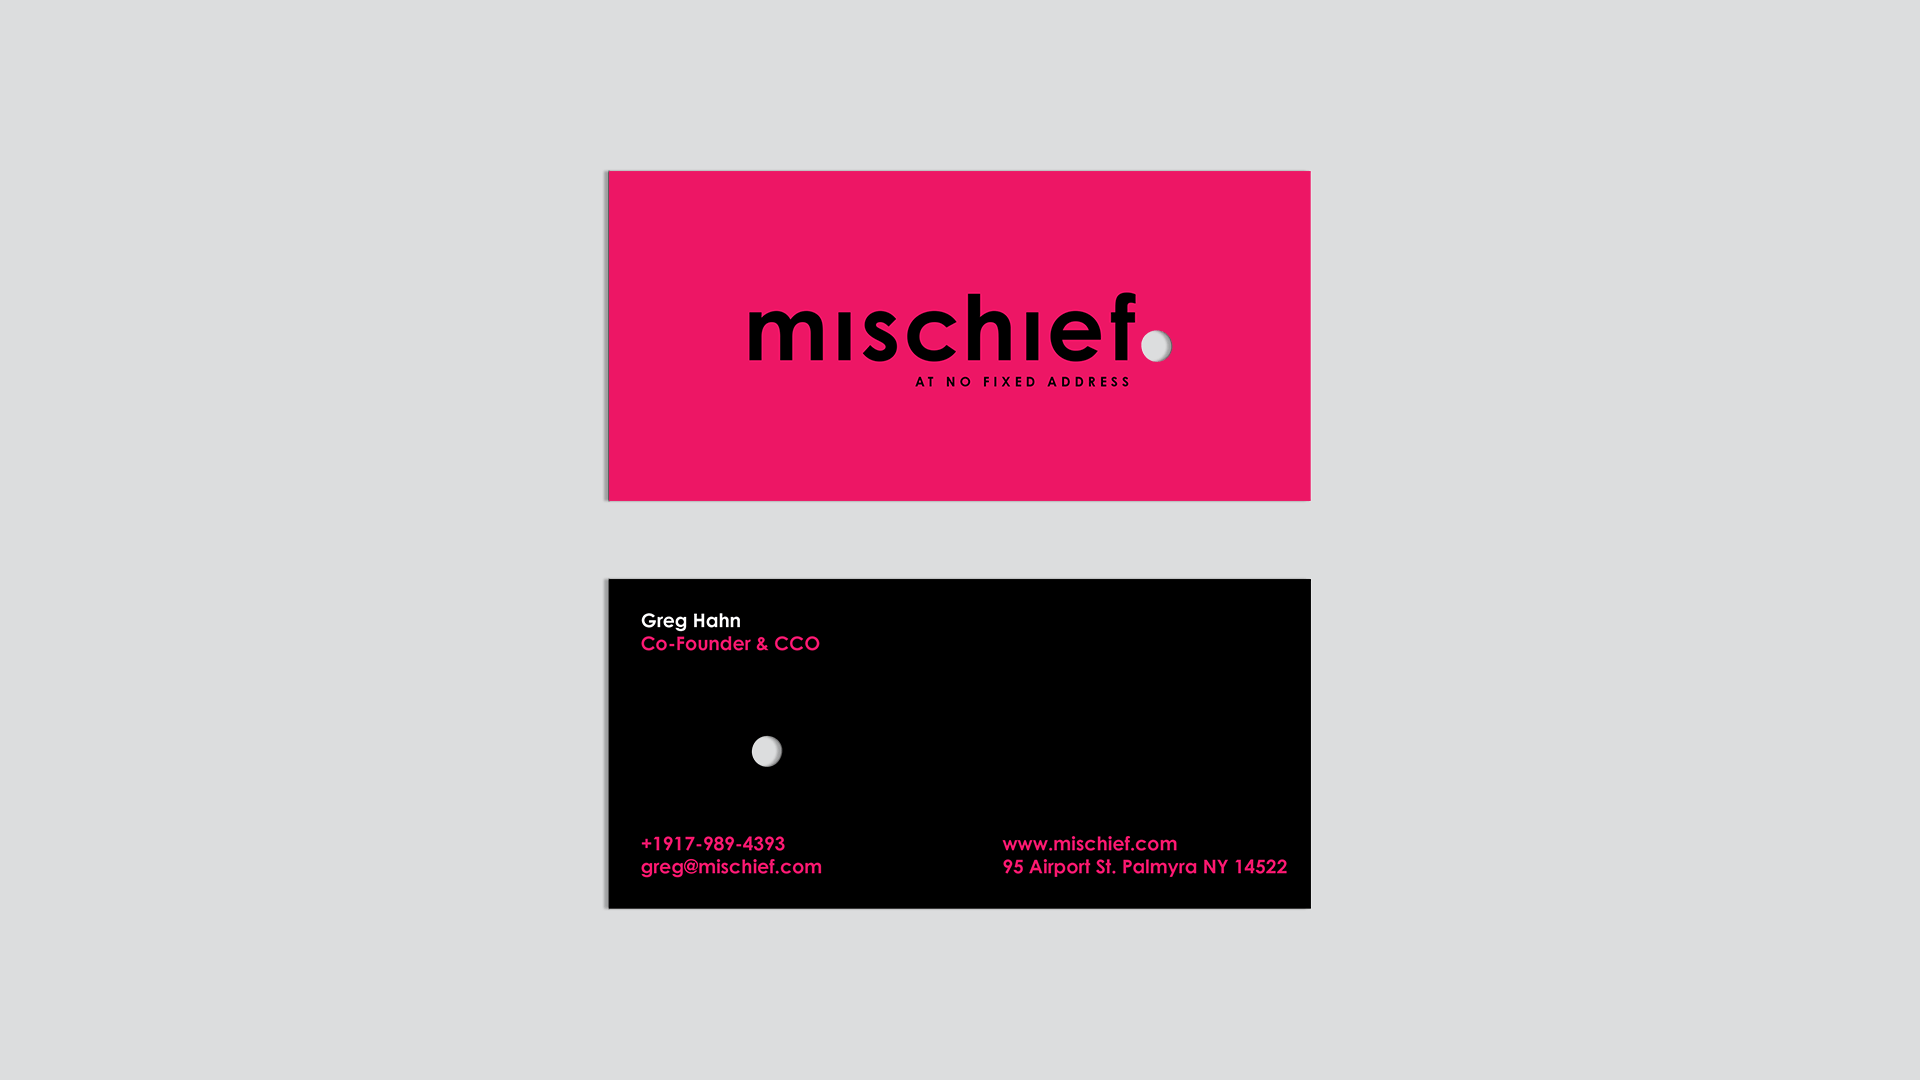 mischief.
AT NO FIXED ADDRESS
Greg Hahn
Co-Founder & CCO
+1917-989-4393
greg@mischief.com
www.mischief.com
95 Airport St. Palmyra NY 14522